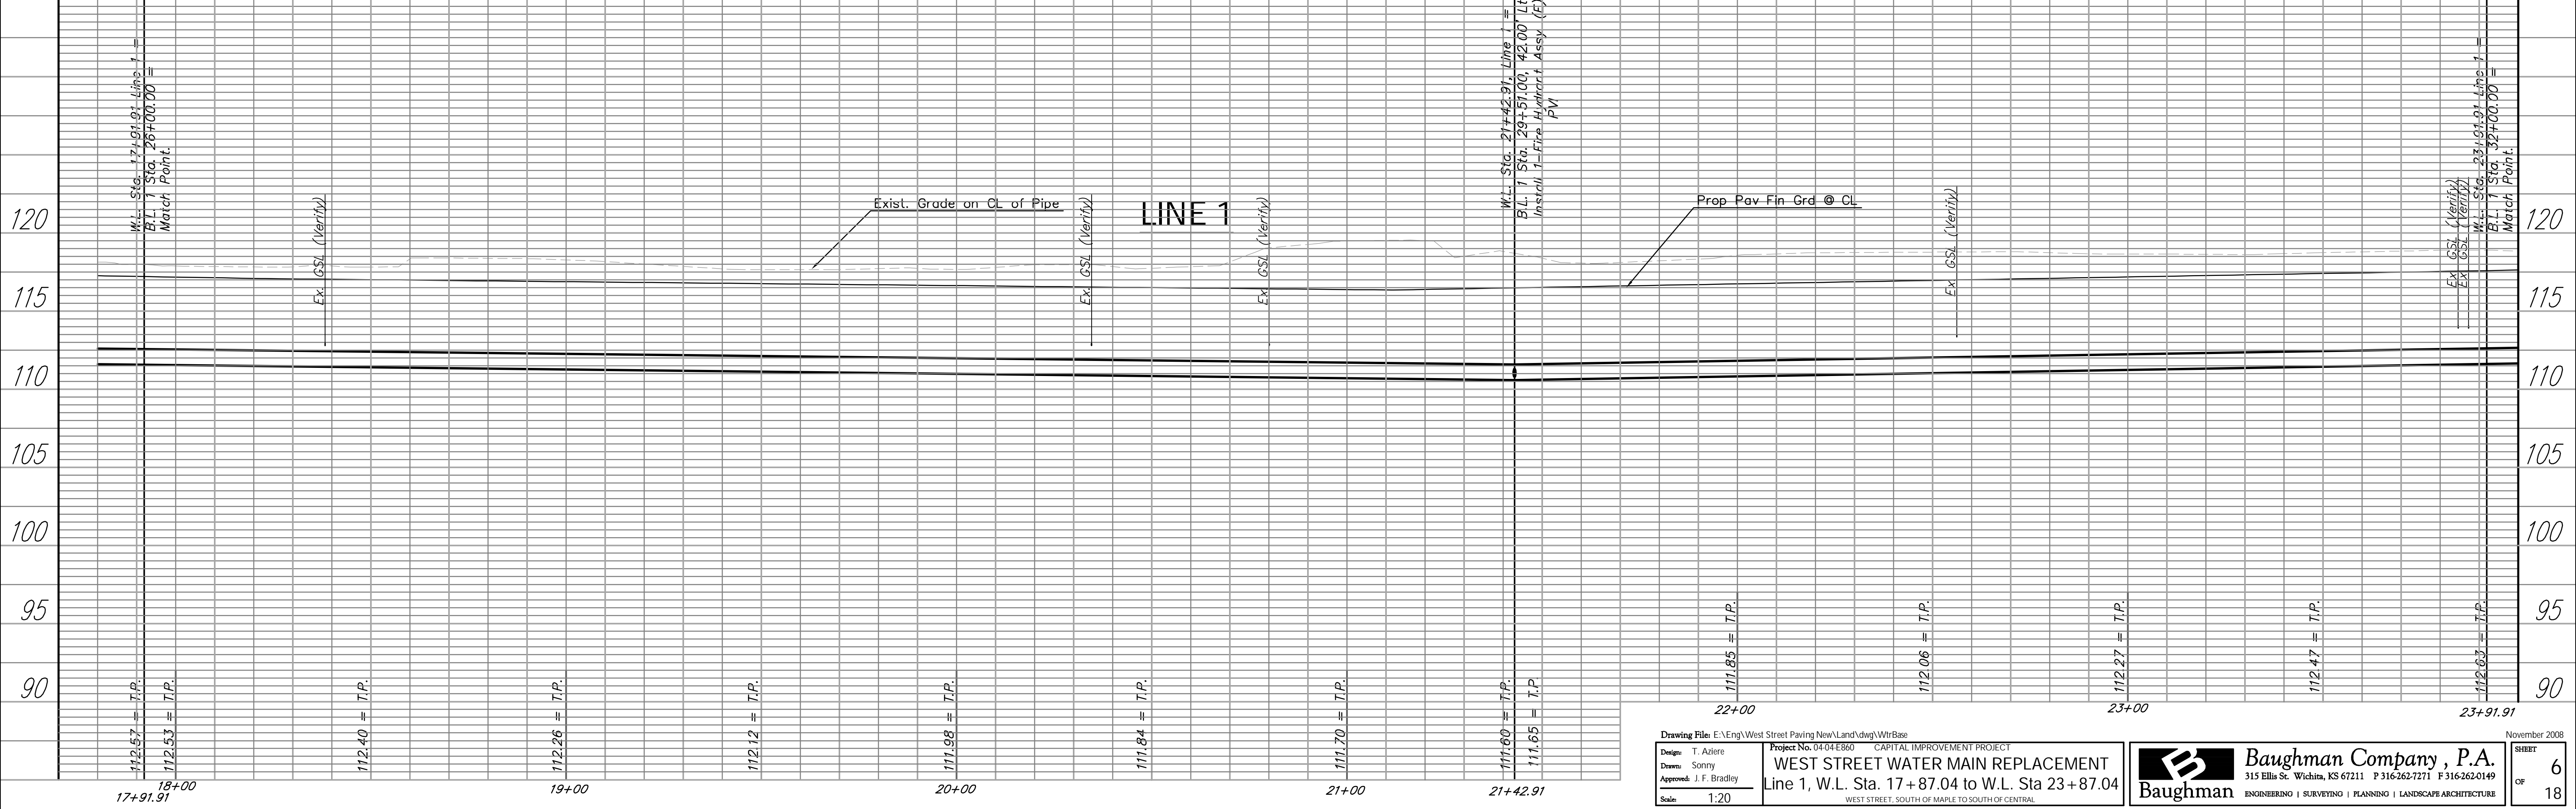 W.L. Sta. 17+91.91 Line 1 =
B.L. 1 Sta. 26+00.00 =
Match Point.
W.L. Sta. 21+42.91, Line 1 =
B.L. 1 Sta. 29+51.00, 42.00' Lt
Install 1-Fire Hydrant Assy (E)
PVI
W.L. Sta. 23+91.91 Line 1 =
B.L. 1 Sta. 32+00.00 =
Match Point.
Ex. GSL (Verify)
Exist. Grade on CL of Pipe
Ex. GSL (Verify)
LINE 1
Ex. GSL (Verify)
Prop Pav Fin Grd @ CL
Ex GSL (Verify)
Ex GSL (Verify)
Ex GSL (Verify)
120
120
115
115
110
110
105
105
100
100
95
95
90
90
112.57 = T.P.
112.53 = T.P.
112.40 = T.P.
112.26 = T.P.
112.12 = T.P.
111.98 = T.P.
111.84 = T.P.
111.70 = T.P.
111.60 = T.P.
111.65 = T.P
111.85 = T.P.
112.06 = T.P.
112.27 = T.P.
112.47 = T.P.
112.63 = T.P.
22+00
23+00
23+91.91
18+00
17+91.91
19+00
20+00
21+00
21+42.91
Drawing File: E:\Eng\West Street Paving New\Land\dwg\WtrBase
November 2008
Design: T. Aziere
Drawn: Sonny
Approved: J. F. Bradley
Scale: 1:20
Project No. 04-04-E860 CAPITAL IMPROVEMENT PROJECT
WEST STREET WATER MAIN REPLACEMENT
Line 1, W.L. Sta. 17+87.04 to W.L. Sta 23+87.04
WEST STREET, SOUTH OF MAPLE TO SOUTH OF CENTRAL
Baughman
Baughman Company, P.A.
315 Ellis St. Wichita, KS 67211 P 316-262-7271 F 316-262-0149
ENGINEERING | SURVEYING | PLANNING | LANDSCAPE ARCHITECTURE
SHEET
6
OF
18